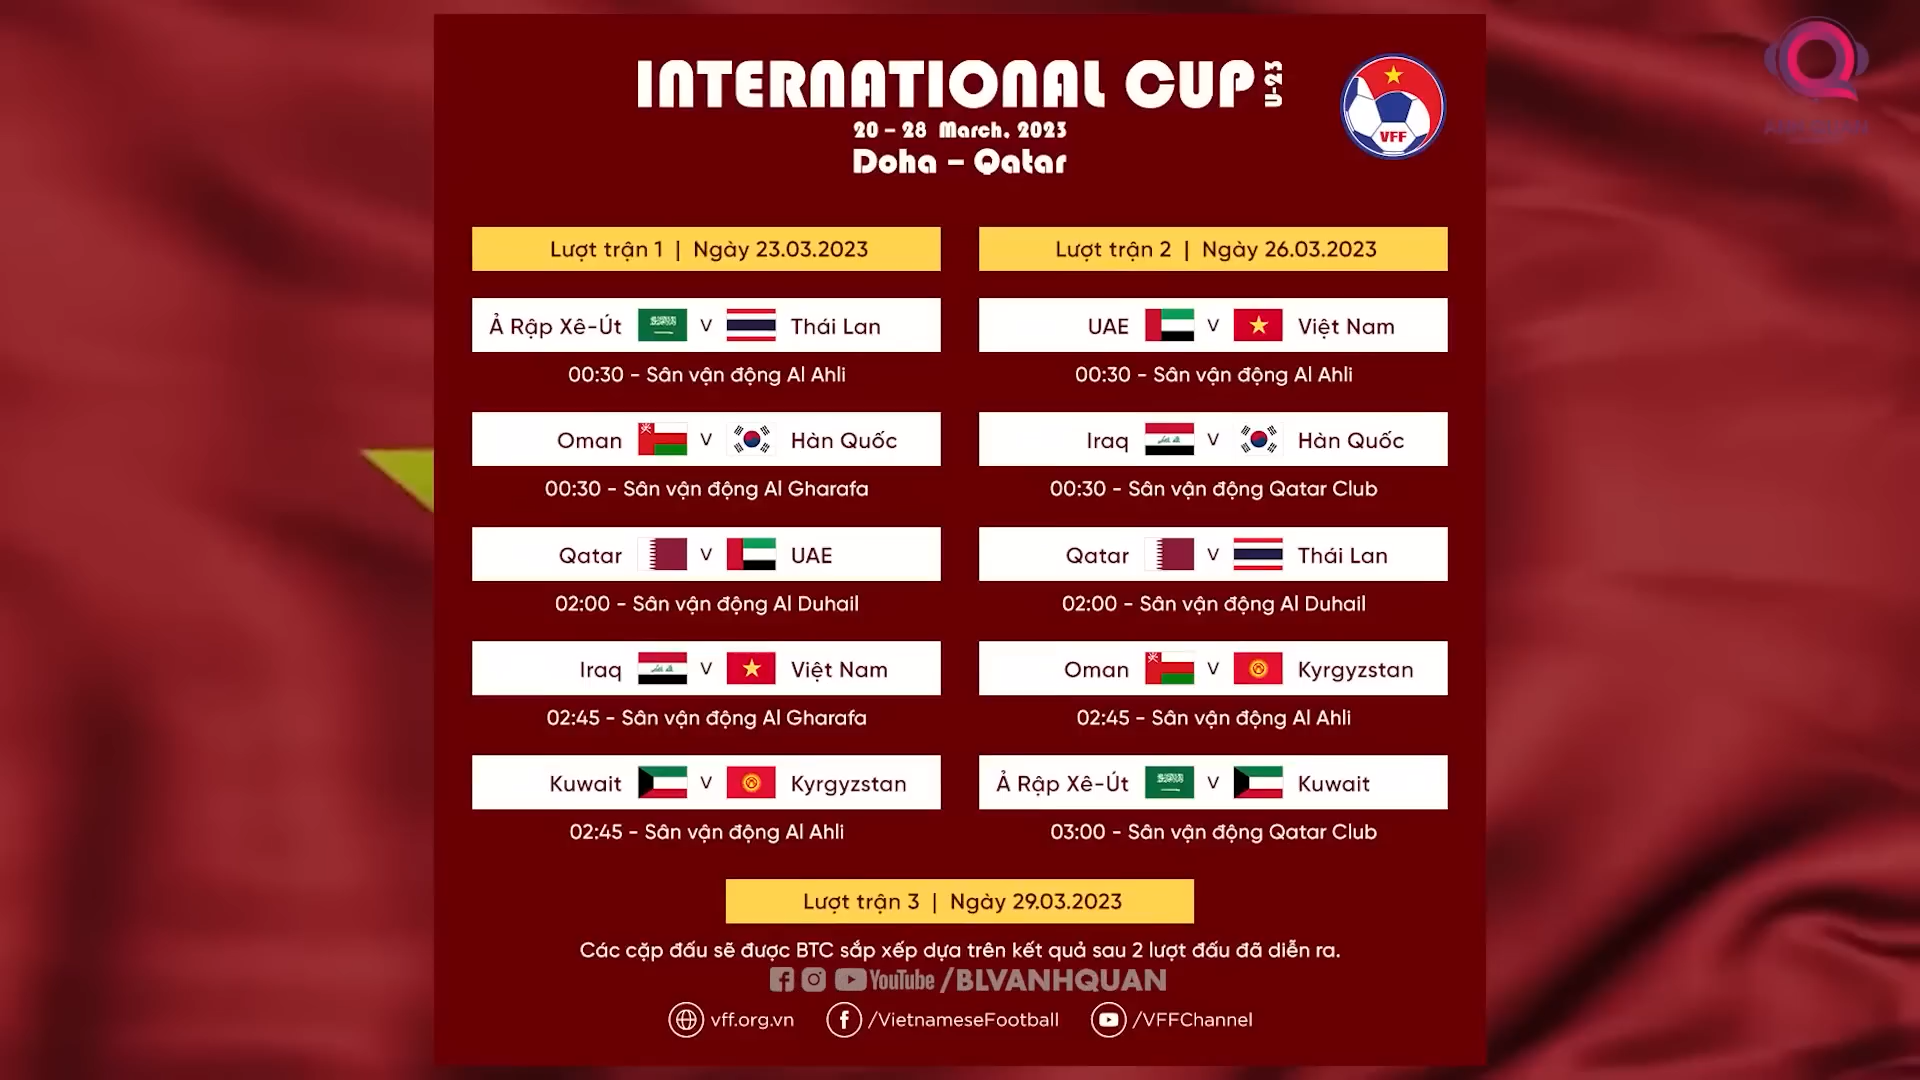 INTERNATIONAL CUP U-23
20 – 28 March. 2023
Doha – Qatar
VFF
Lượt trận 1 | Ngày 23.03.2023
Ả Rập Xê-Út V Thái Lan
00:30 - Sân vận động Al Ahli
Oman V Hàn Quốc
00:30 - Sân vận động Al Gharafa
Qatar V UAE
02:00 - Sân vận động Al Duhail
Iraq V Việt Nam
02:45 - Sân vận động Al Gharafa
Kuwait V Kyrgyzstan
02:45 - Sân vận động Al Ahli
Lượt trận 2 | Ngày 26.03.2023
UAE V Việt Nam
00:30 - Sân vận động Al Ahli
Iraq V Hàn Quốc
00:30 - Sân vận động Qatar Club
Qatar V Thái Lan
02:00 - Sân vận động Al Duhail
Oman V Kyrgyzstan
02:45 - Sân vận động Al Ahli
Ả Rập Xê-Út V Kuwait
03:00 - Sân vận động Qatar Club
Lượt trận 3 | Ngày 29.03.2023
Các cặp đấu sẽ được BTC sắp xếp dựa trên kết quả sau 2 lượt đấu đã diễn ra.
YouTube /BLVANHQUAN
vff.org.vn /VietnameseFootball /VFFChannel